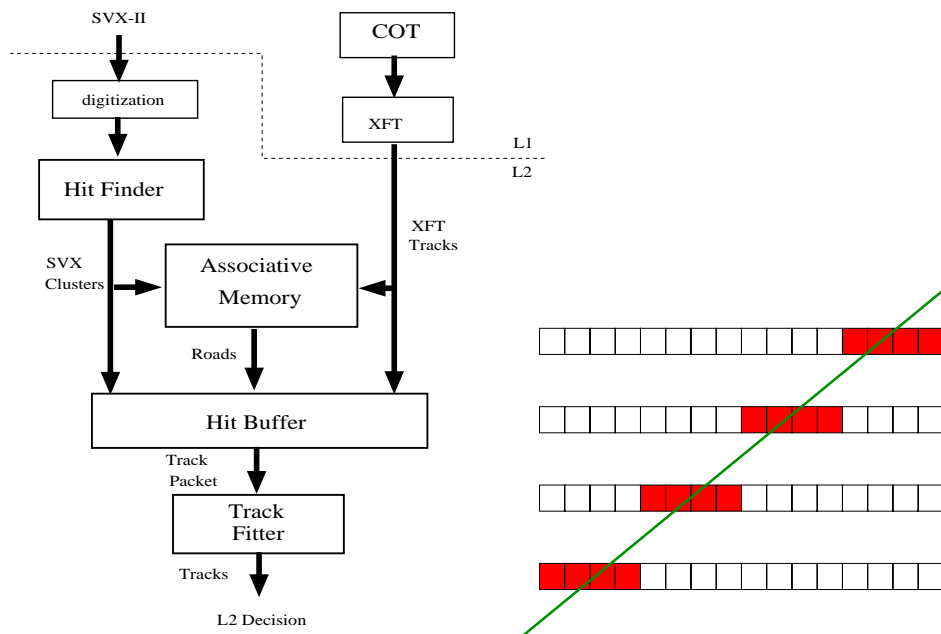 SVX-II
COT
digitization
XFT
L1
L2
Hit Finder
XFT
Tracks
SVX
Clusters
Associative
Memory
Roads
Hit Buffer
Track
Packet
Track
Fitter
Tracks
L2 Decision